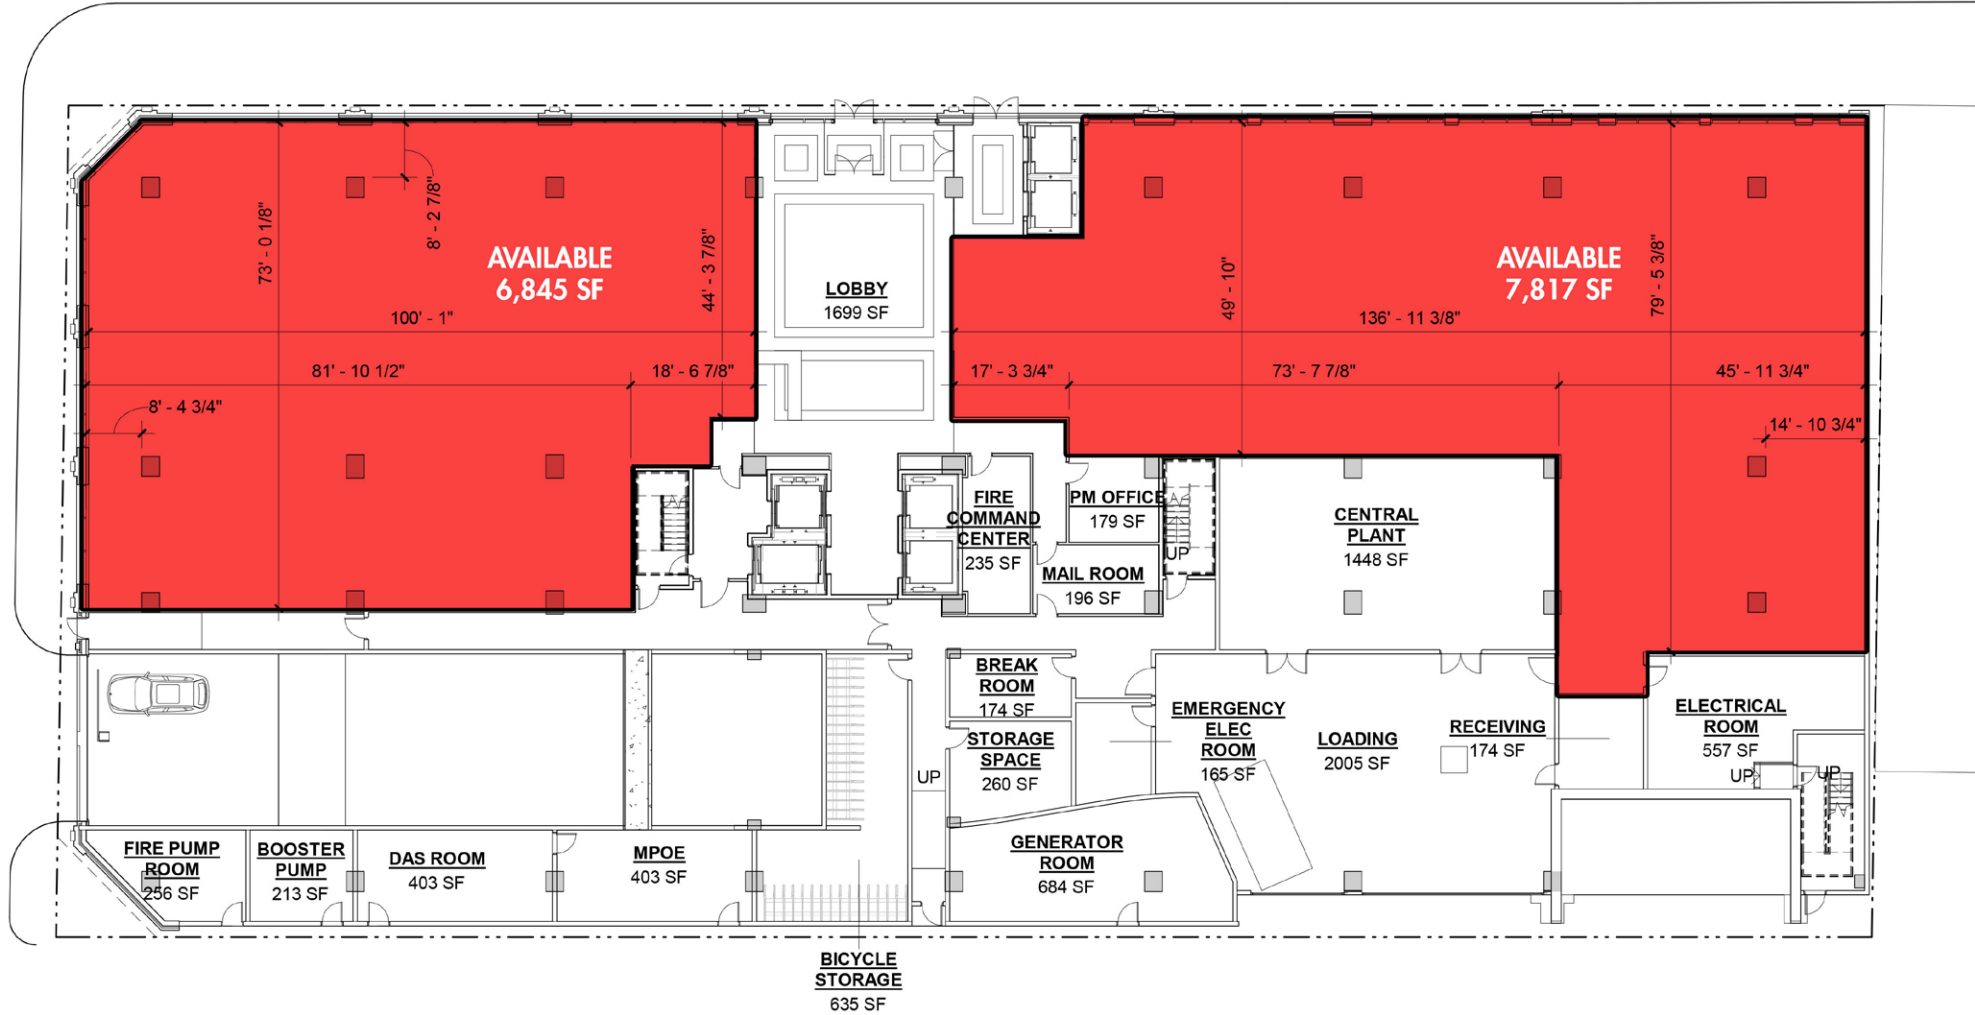 AVAILABLE
6,845 SF
73' - 0 1/8"
8' - 2 7/8"
44' - 3 7/8"
100' - 1"
81' - 10 1/2"
18' - 6 7/8"
8' - 4 3/4"
LOBBY
1699 SF
AVAILABLE
7,817 SF
49' - 10"
79' - 5 3/8"
136' - 11 3/8"
17' - 3 3/4"
73' - 7 7/8"
45' - 11 3/4"
14' - 10 3/4"
FIRE
COMMAND
CENTER
235 SF
PM OFFICE
179 SF
UP
MAIL ROOM
196 SF
CENTRAL
PLANT
1448 SF
BREAK
ROOM
174 SF
STORAGE
SPACE
260 SF
UP
EMERGENCY
ELEC
ROOM
165 SF
LOADING
2005 SF
RECEIVING
174 SF
ELECTRICAL
ROOM
557 SF
UP
UP
FIRE PUMP
ROOM
256 SF
BOOSTER
PUMP
213 SF
DAS ROOM
403 SF
MPOE
403 SF
GENERATOR
ROOM
684 SF
BICYCLE
STORAGE
635 SF